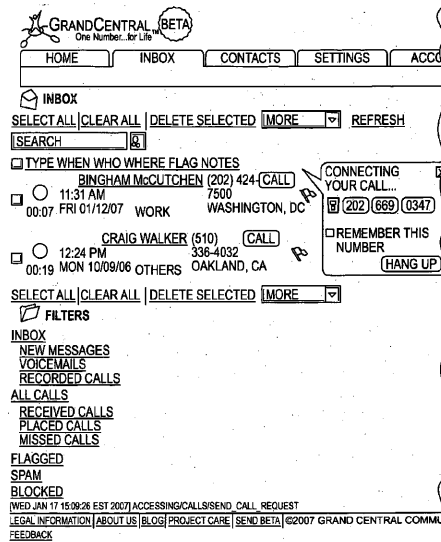 GRANDCENTRAL BETA
One Number...for Life™
HOME INBOX CONTACTS SETTINGS ACCO
INBOX
SELECT ALL CLEAR ALL DELETE SELECTED MORE REFRESH
SEARCH
TYPE WHEN WHO WHERE FLAG NOTES
BINGHAM McCUTCHEN (202) 424- CALL
11:31 AM 7500
00:07 FRI 01/12/07 WORK WASHINGTON, DC
CONNECTING
YOUR CALL...
(202) (669) (0347)
REMEMBER THIS
NUMBER
HANG UP
CRAIG WALKER (510) CALL
12:24 PM 336-4032
00:19 MON 10/09/06 OTHERS OAKLAND, CA
SELECT ALL CLEAR ALL DELETE SELECTED MORE
FILTERS
INBOX
NEW MESSAGES
VOICEMAILS
RECORDED CALLS
ALL CALLS
RECEIVED CALLS
PLACED CALLS
MISSED CALLS
FLAGGED
SPAM
BLOCKED
[WED JAN 17 15:09:26 EST 2007] ACCESSING/CALLS/SEND_CALL_REQUEST
LEGAL INFORMATION ABOUT US BLOG PROJECT CARE SEND BETA ©2007 GRAND CENTRAL COMMU
FEEDBACK